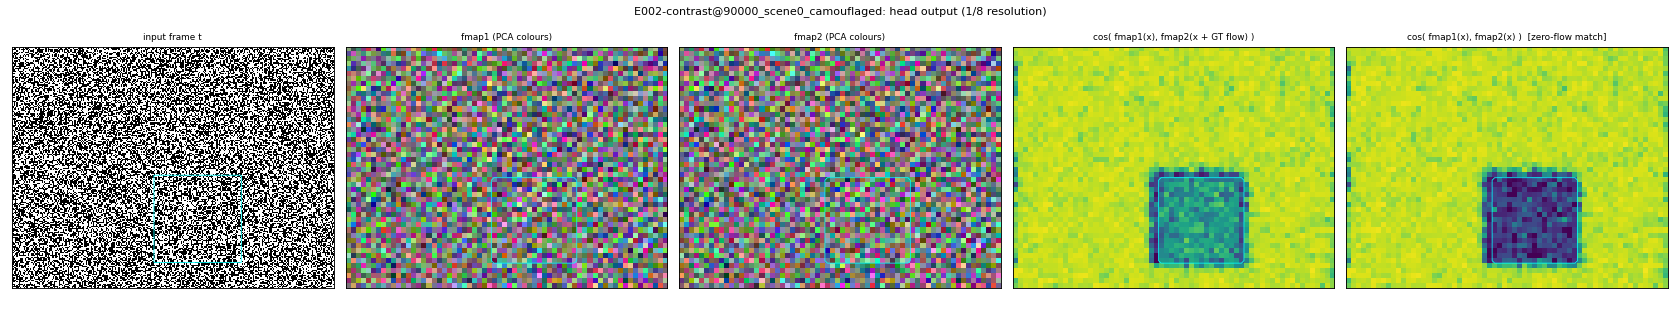 E002-contrast@90000_scene0_camouflaged: head output (1/8 resolution)
input frame t
fmap1 (PCA colours)
fmap2 (PCA colours)
cos( fmap1(x), fmap2(x + GT flow) )
cos( fmap1(x), fmap2(x) )  [zero-flow match]